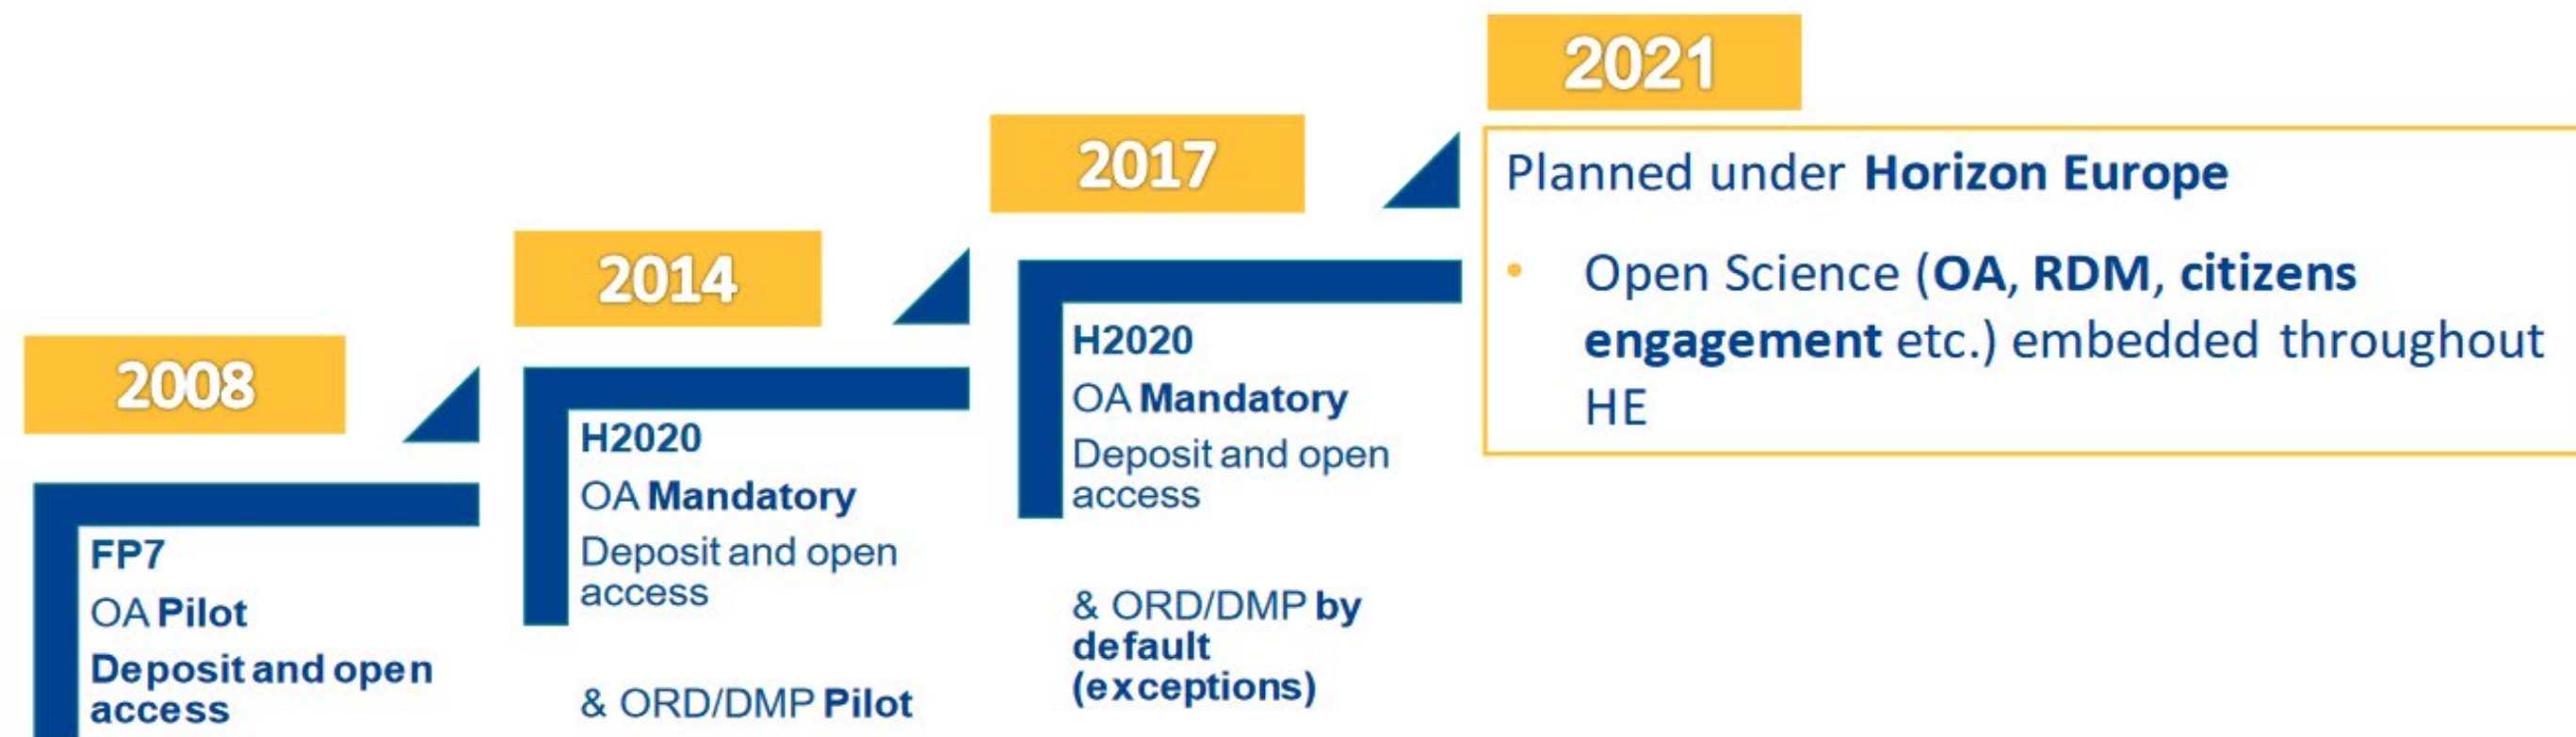 2008
FP7
OA Pilot
Deposit and open
access
2014
H2020
OA Mandatory
Deposit and open
access
& ORD/DMP Pilot
2017
H2020
OA Mandatory
Deposit and open
access
& ORD/DMP by
default
(exceptions)
2021
Planned under Horizon Europe
• Open Science (OA, RDM, citizens
engagement etc.) embedded throughout
HE